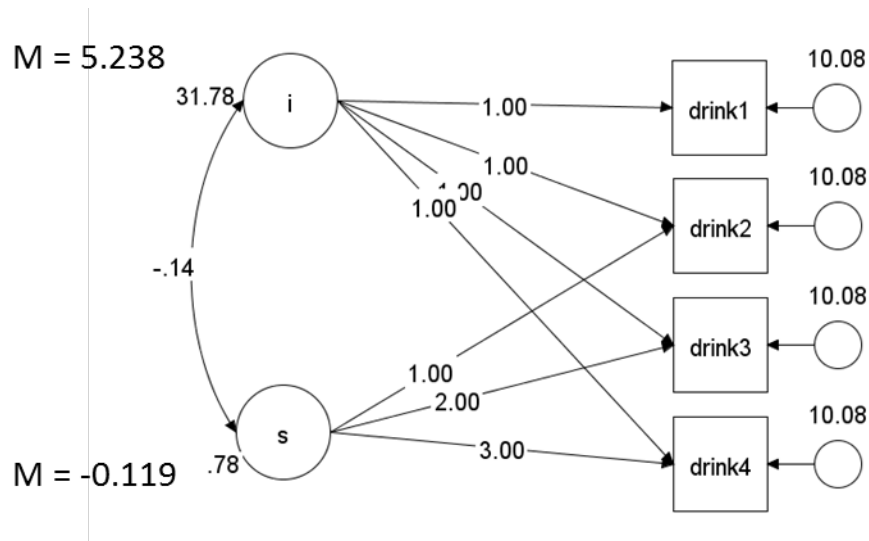 M = 5.238
31.78
i
1.00
drink1
10.08
1.00
drink2
10.08
1.00
-.14
drink3
10.08
1.00
2.00
drink4
10.08
3.00
s
.78
M = -0.119